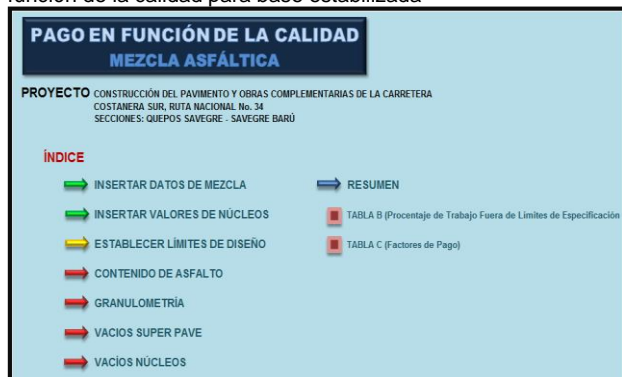 función de la calidad para base estabilizada
PAGO EN FUNCIÓN DE LA CALIDAD
MEZCLA ASFÁLTICA
PROYECTO CONSTRUCCIÓN DEL PAVIMENTO Y OBRAS COMPLEMENTARIAS DE LA CARRETERA
COSTANERA SUR, RUTA NACIONAL No. 34
SECCIONES: QUEPOS SAVEGRE - SAVEGRE BARÚ
ÍNDICE
INSERTAR DATOS DE MEZCLA
INSERTAR VALORES DE NÚCLEOS
ESTABLECER LÍMITES DE DISEÑO
CONTENIDO DE ASFALTO
GRANULOMETRÍA
VACIOS SUPER PAVE
VACÍOS NÚCLEOS
RESUMEN
TABLA B (Procentaje de Trabajo Fuera de Limites de Especificación
TABLA C (Factores de Pago)